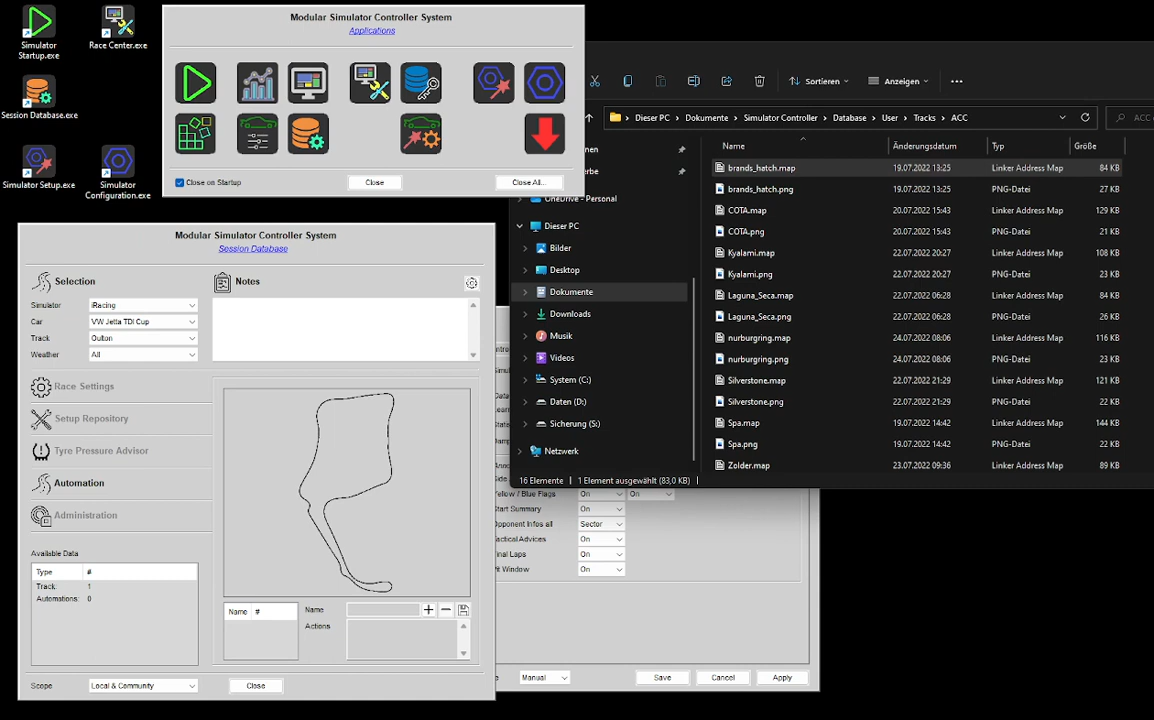 Simulator
Startup.exe
Race Center.exe
Session Database.exe
Simulator Setup.exe
Simulator
Configuration.exe
Modular Simulator Controller System
Applications
Close on Startup
Close
Close All...
Sortieren
Anzeigen
Dieser PC
Dokumente
Simulator Controller
Database
User
Tracks
ACC
ACC
Name
Änderungsdatum
Typ
Größe
brands_hatch.map 19.07.2022 13:25 Linker Address Map 84 KB
brands_hatch.png 19.07.2022 13:25 PNG-Datei 27 KB
COTA.map 20.07.2022 15:43 Linker Address Map 129 KB
COTA.png 20.07.2022 15:43 PNG-Datei 21 KB
Kyalami.map 22.07.2022 20:27 Linker Address Map 108 KB
Kyalami.png 22.07.2022 20:27 PNG-Datei 23 KB
Laguna_Seca.map 22.07.2022 06:28 Linker Address Map 84 KB
Laguna_Seca.png 22.07.2022 06:28 PNG-Datei 26 KB
nurburgring.map 24.07.2022 08:06 Linker Address Map 116 KB
nurburgring.png 24.07.2022 08:06 PNG-Datei 23 KB
Silverstone.map 22.07.2022 21:29 Linker Address Map 121 KB
Silverstone.png 22.07.2022 21:29 PNG-Datei 22 KB
Spa.map 19.07.2022 14:42 Linker Address Map 144 KB
Spa.png 19.07.2022 14:42 PNG-Datei 22 KB
Zolder.map 23.07.2022 09:36 Linker Address Map 89 KB
OneDrive - Personal
Dieser PC
Bilder
Desktop
Dokumente
Downloads
Musik
Videos
System (C:)
Daten (D:)
Sicherung (S:)
Netzwerk
16 Elemente
1 Element ausgewählt (83,0 KB)
Modular Simulator Controller System
Session Database
Selection
Notes
Simulator iRacing
Car VW Jetta TDI Cup
Track Oulton
Weather All
Race Settings
Setup Repository
Tyre Pressure Advisor
Automation
Administration
Available Data
Type #
Track: 1
Automations: 0
Name #
Name
Actions
Scope Local & Community
Close
Yellow / Blue Flags On On
Start Summary On
Opponent Infos all Sector
Tactical Advices On
Final Laps On
Pit Window On
Manual
Save
Cancel
Apply